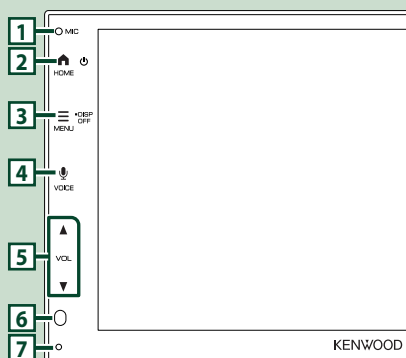 1 MIC
2
HOME
3 •DISP
OFF
MENU
4
VOICE
5 VOL
6
7
KENWOOD